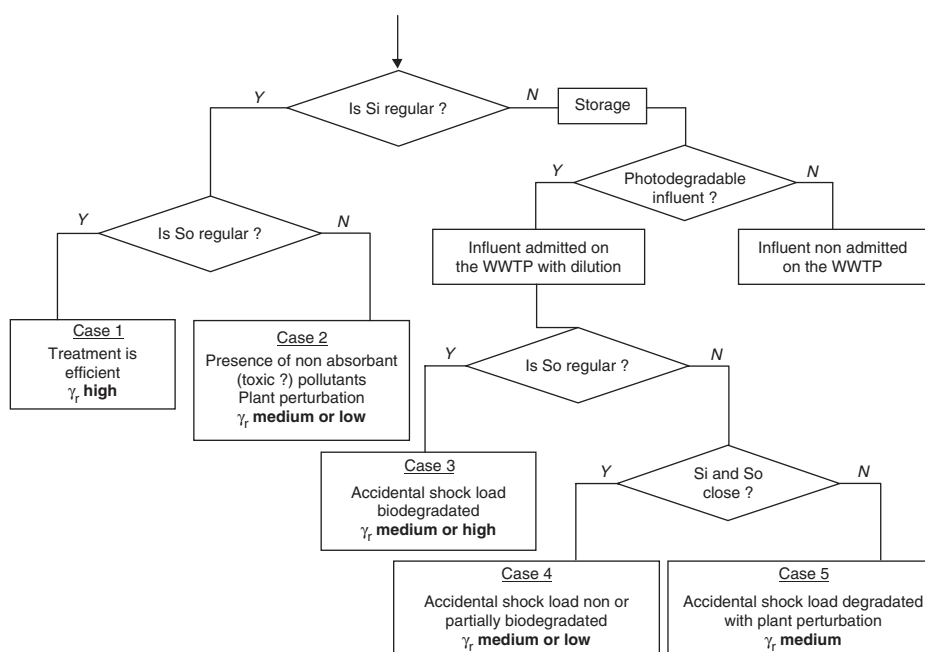 Is Si regular ?
Y
N
Storage
Photodegradable
influent ?
Y
N
Is So regular ?
Y
N
Influent admitted on
the WWTP with dilution
Influent non admitted
on the WWTP
Case 1
Treatment is
efficient
γr high
Case 2
Presence of non absorbant
(toxic ?) pollutants
Plant perturbation
γr medium or low
Is So regular ?
Y
N
Case 3
Accidental shock load
biodegraded
γr medium or high
Si and So
close ?
Y
N
Case 4
Accidental shock load non or
partially biodegraded
γr medium or low
Case 5
Accidental shock load degraded
with plant perturbation
γr medium